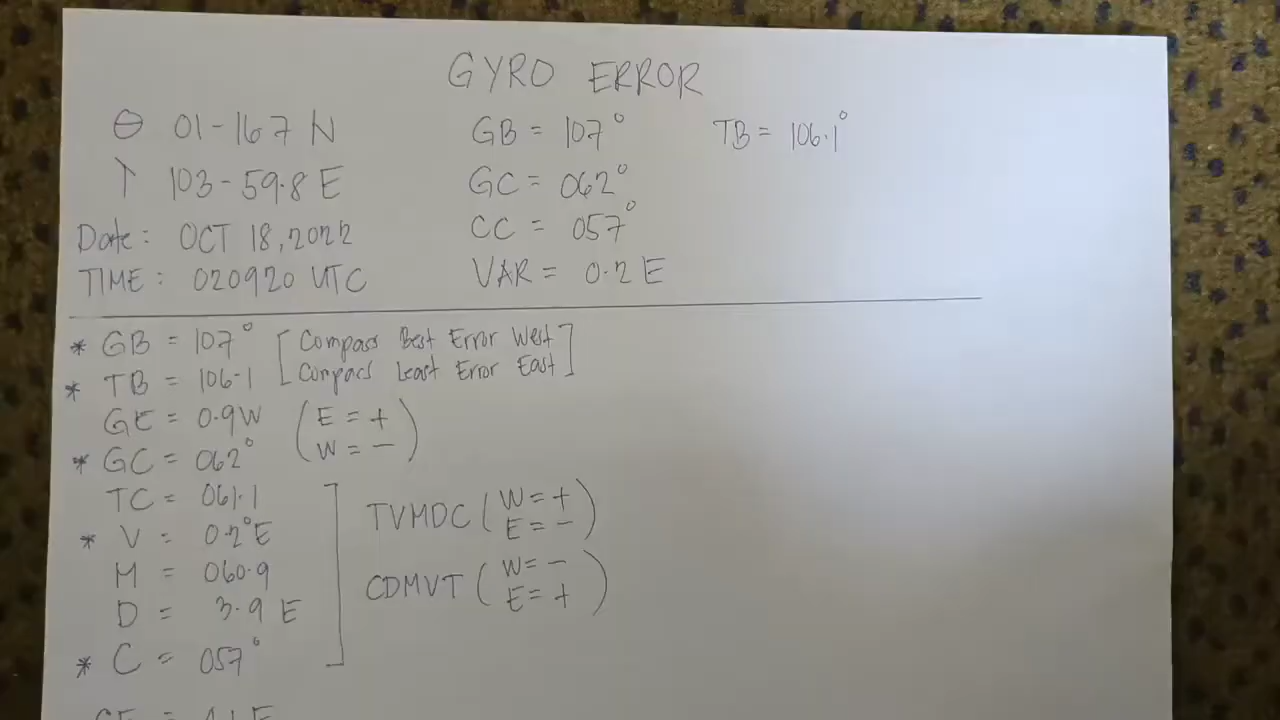 GYRO ERROR
θ 01-16.7 N
GB = 107°
TB = 106.1°
λ 103-59.8 E
GC = 062°
Date: OCT 18, 2022
CC = 057°
TIME: 020920 UTC
VAR = 0.2 E
* GB = 107° [Compass Best Error West]
* TB = 106.1 [Compass Least Error East]
GE = 0.9W (E = +
W = -)
* GC = 062°
TC = 061.1
TVMDC (W = +
E = -)
* V = 0.2°E
M = 060.9
CDMVT (W = -
E = +)
D = 3.9 E
* C = 057°
CE = 4.1 E